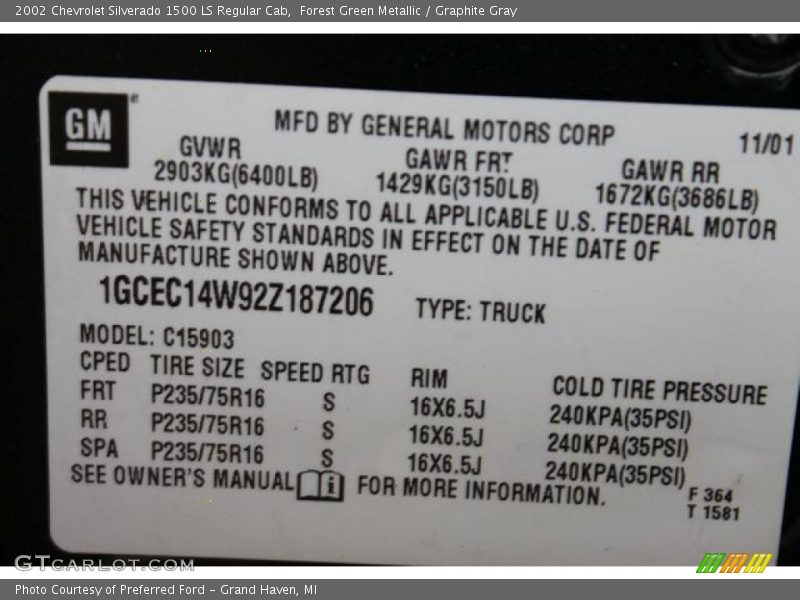 2002 Chevrolet Silverado 1500 LS Regular Cab,  Forest Green Metallic / Graphite Gray
GM
MFD BY GENERAL MOTORS CORP
11/01
GVWR GAWR FRT GAWR RR
2903KG(6400LB) 1429KG(3150LB) 1672KG(3686LB)
THIS VEHICLE CONFORMS TO ALL APPLICABLE U.S. FEDERAL MOTOR
VEHICLE SAFETY STANDARDS IN EFFECT ON THE DATE OF
MANUFACTURE SHOWN ABOVE.
1GCEC14W92Z187206 TYPE: TRUCK
MODEL: C15903
CPED TIRE SIZE SPEED RTG RIM COLD TIRE PRESSURE
FRT P235/75R16 S 16X6.5J 240KPA(35PSI)
RR P235/75R16 S 16X6.5J 240KPA(35PSI)
SPA P235/75R16 S 16X6.5J 240KPA(35PSI)
SEE OWNER'S MANUAL i FOR MORE INFORMATION.
F 364
T 1581
GTCARLOT.COM
Photo Courtesy of Preferred Ford - Grand Haven, MI